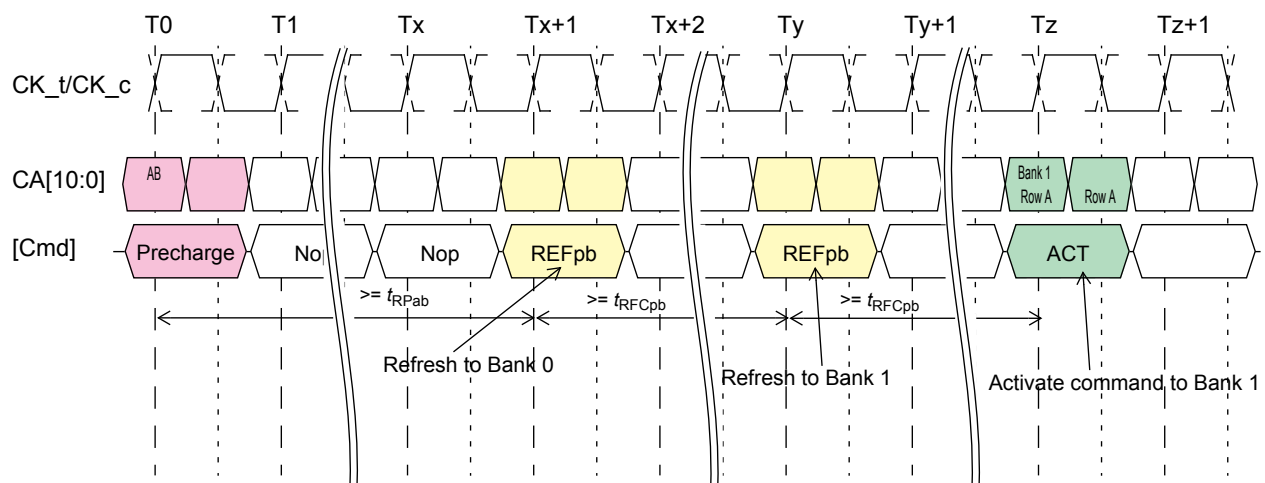 T0 T1 Tx Tx+1 Tx+2 Ty Ty+1 Tz Tz+1
CK_t/CK_c
CA[10:0] AB Bank 1 Row A Row A
[Cmd] Precharge Nop Nop REFpb REFpb ACT
>= tRPab >= tRFCpb >= tRFCpb
Refresh to Bank 0 Refresh to Bank 1 Activate command to Bank 1